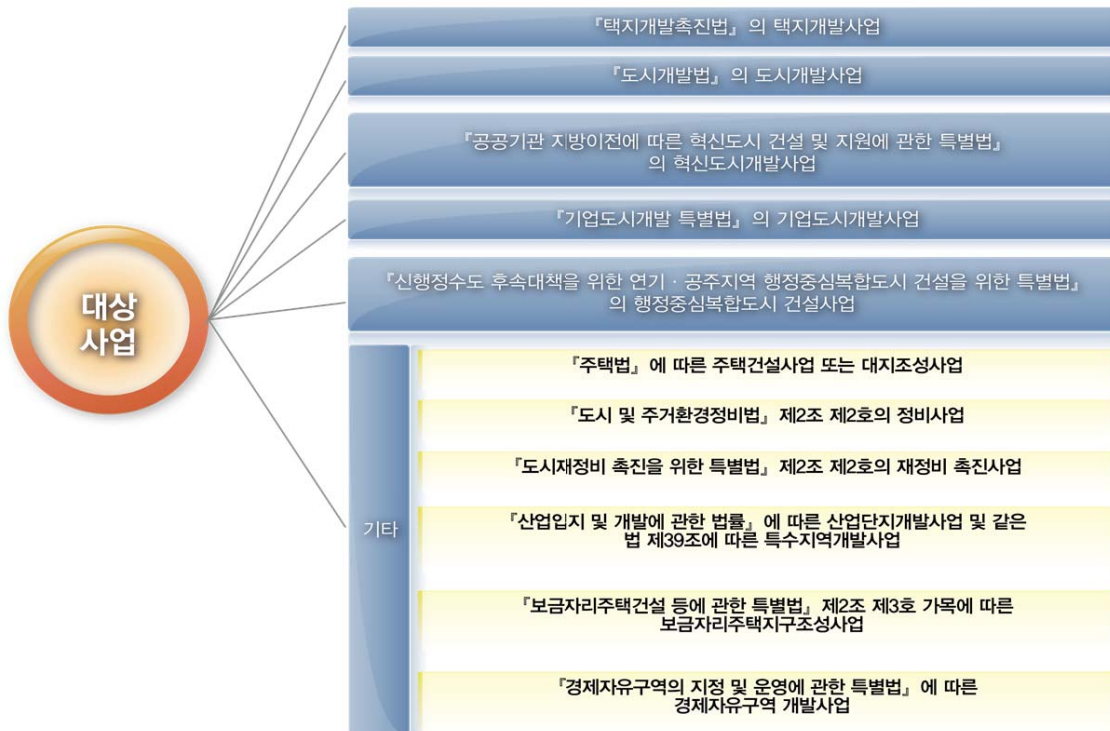 『택지개발촉진법』의 택지개발사업
『도시개발법』의 도시개발사업
『공공기관 지방이전에 따른 혁신도시 건설 및 지원에 관한 특별법』
의 혁신도시개발사업
『기업도시개발 특별법』의 기업도시개발사업
『신행정수도 후속대책을 위한 연기 · 공주지역 행정중심복합도시 건설을 위한 특별법』
의 행정중심복합도시 건설사업
대상
사업
기타
『주택법』에 따른 주택건설사업 또는 대지조성사업
『도시 및 주거환경정비법』제2조 제2호의 정비사업
『도시재정비 촉진을 위한 특별법』제2조 제2호의 재정비 촉진사업
『산업입지 및 개발에 관한 법률』에 따른 산업단지개발사업 및 같은
법 제39조에 따른 특수지역개발사업
『보금자리주택건설 등에 관한 특별법』제2조 제3호 가목에 따른
보금자리주택지구조성사업
『경제자유구역의 지정 및 운영에 관한 특별법』에 따른
경제자유구역 개발사업